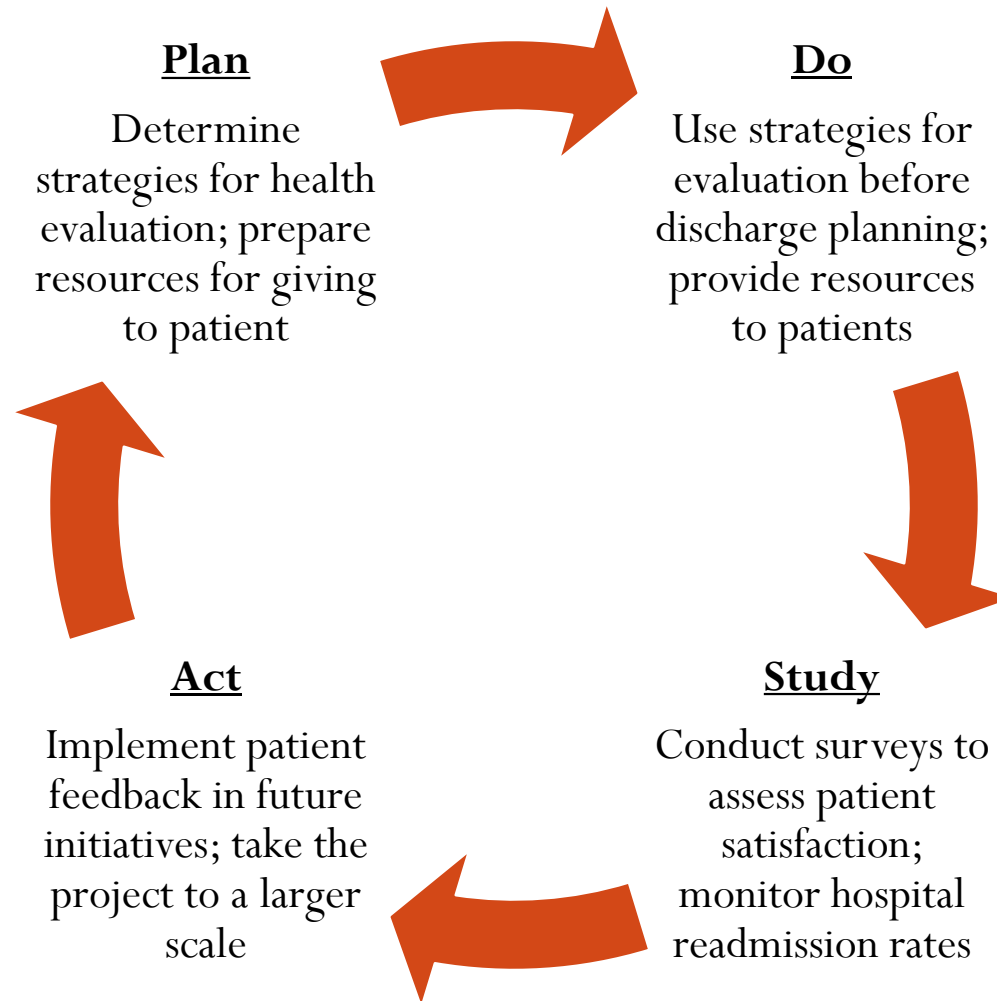 Plan
Determine
strategies for health
evaluation; prepare
resources for giving
to patient
Do
Use strategies for
evaluation before
discharge planning;
provide resources
to patients
Study
Conduct surveys to
assess patient
satisfaction;
monitor hospital
readmission rates
Act
Implement patient
feedback in future
initiatives; take the
project to a larger
scale